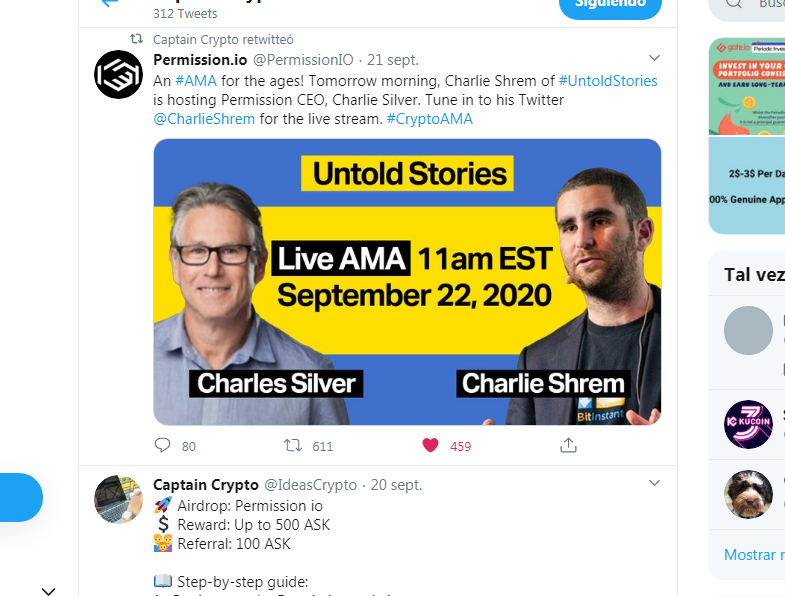 312 Tweets
Siguiendo
Captain Crypto retwitteó
Permission.io @PermissionIO · 21 sept.
An #AMA for the ages! Tomorrow morning, Charlie Shrem of #UntoldStories
is hosting Permission CEO, Charlie Silver. Tune in to his Twitter
@CharlieShrem for the live stream. #CryptoAMA
Untold Stories
Live AMA 11am EST
September 22, 2020
Charles Silver
Charlie Shrem
BitInstant
80
611
459
Captain Crypto @IdeasCrypto · 20 sept.
🚀 Airdrop: Permission io
💲 Reward: Up to 500 ASK
Referral: 100 ASK
📖 Step-by-step guide:
gate.io
INVEST IN YOUR
PORTFOLIO CONSIS
AND EARN LONG-TER
2$-3$ Per Da
00% Genuine App
Tal vez
KUCOIN
Mostrar